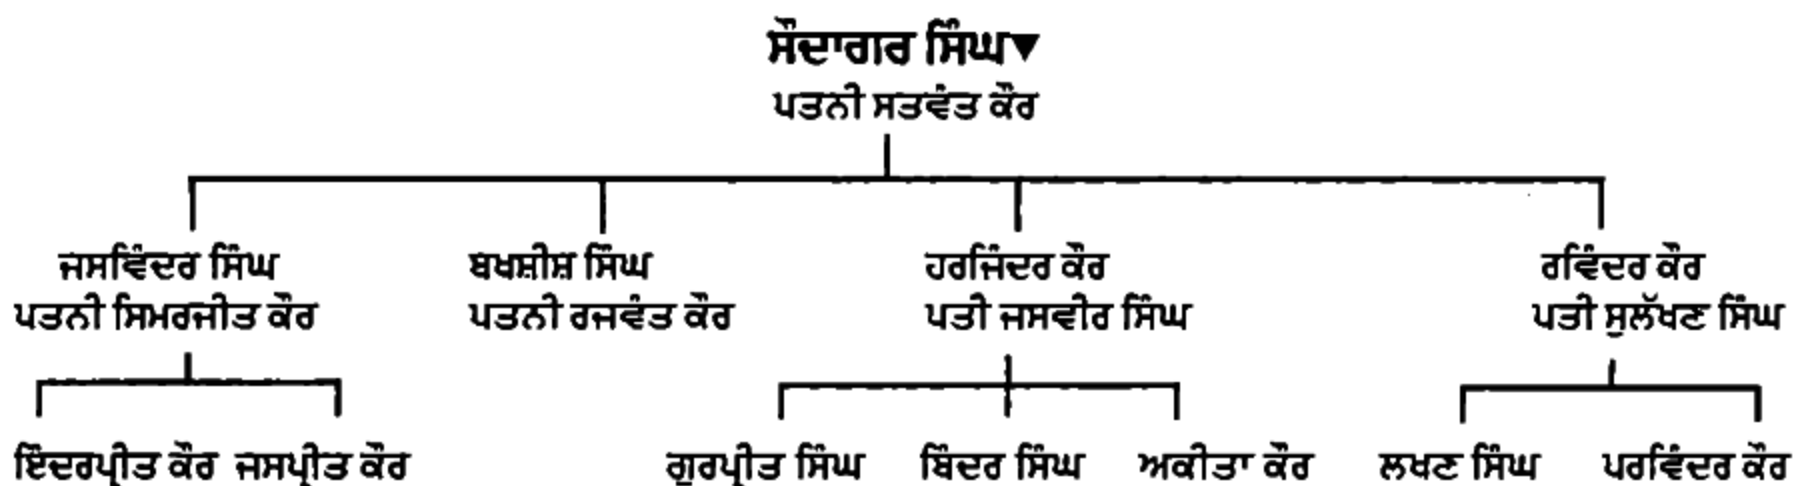 ਸੌਦਾਗਰ ਸਿੰਘ▼
ਪਤਨੀ ਸਤਵੰਤ ਕੌਰ
ਜਸਵਿੰਦਰ ਸਿੰਘ ਬਖਸ਼ੀਸ਼ ਸਿੰਘ ਹਰਜਿੰਦਰ ਕੌਰ ਰਵਿੰਦਰ ਕੌਰ
ਪਤਨੀ ਸਿਮਰਜੀਤ ਕੌਰ ਪਤਨੀ ਰਜਵੰਤ ਕੌਰ ਪਤੀ ਜਸਵੀਰ ਸਿੰਘ ਪਤੀ ਸੁਲੱਖਣ ਸਿੰਘ
ਇੰਦਰਪ੍ਰੀਤ ਕੌਰ ਜਸਪ੍ਰੀਤ ਕੌਰ ਗੁਰਪ੍ਰੀਤ ਸਿੰਘ ਬਿੰਦਰ ਸਿੰਘ ਅਕੀਤਾ ਕੌਰ ਲਖਣ ਸਿੰਘ ਪਰਵਿੰਦਰ ਕੌਰ